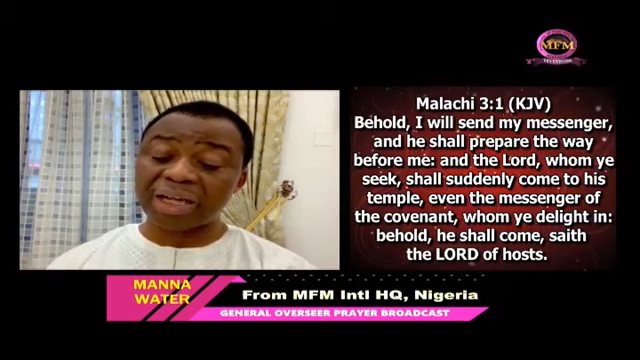 MFM
TELEVISION
Malachi 3:1 (KJV)
Behold, I will send my messenger,
and he shall prepare the way
before me: and the Lord, whom ye
seek, shall suddenly come to his
temple, even the messenger of
the covenant, whom ye delight in:
behold, he shall come, saith
the LORD of hosts.
MANNA
WATER
From MFM Intl HQ, Nigeria
GENERAL OVERSEER PRAYER BROADCAST